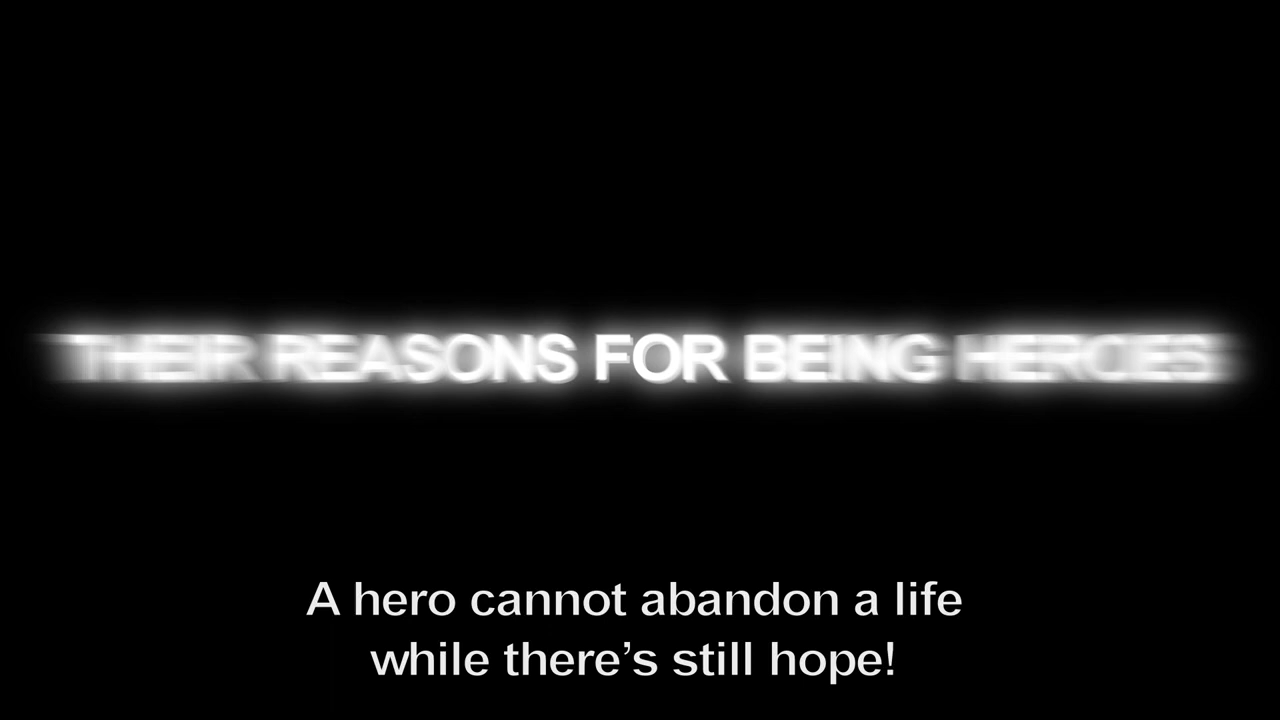 THEIR REASONS FOR BEING HEROES
A hero cannot abandon a life
while there’s still hope!